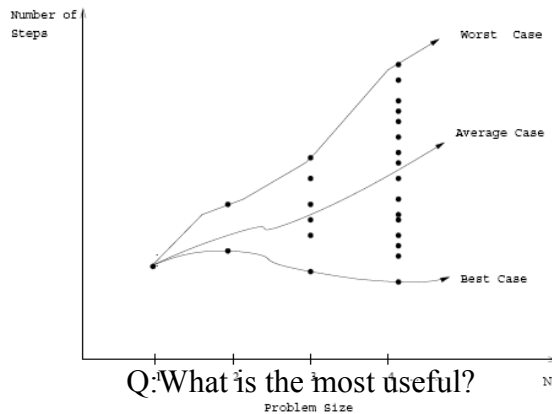 Number of
Steps
Worst Case
Average Case
Best Case
1 2 3 4 N
Q: What is the most useful?
Problem Size